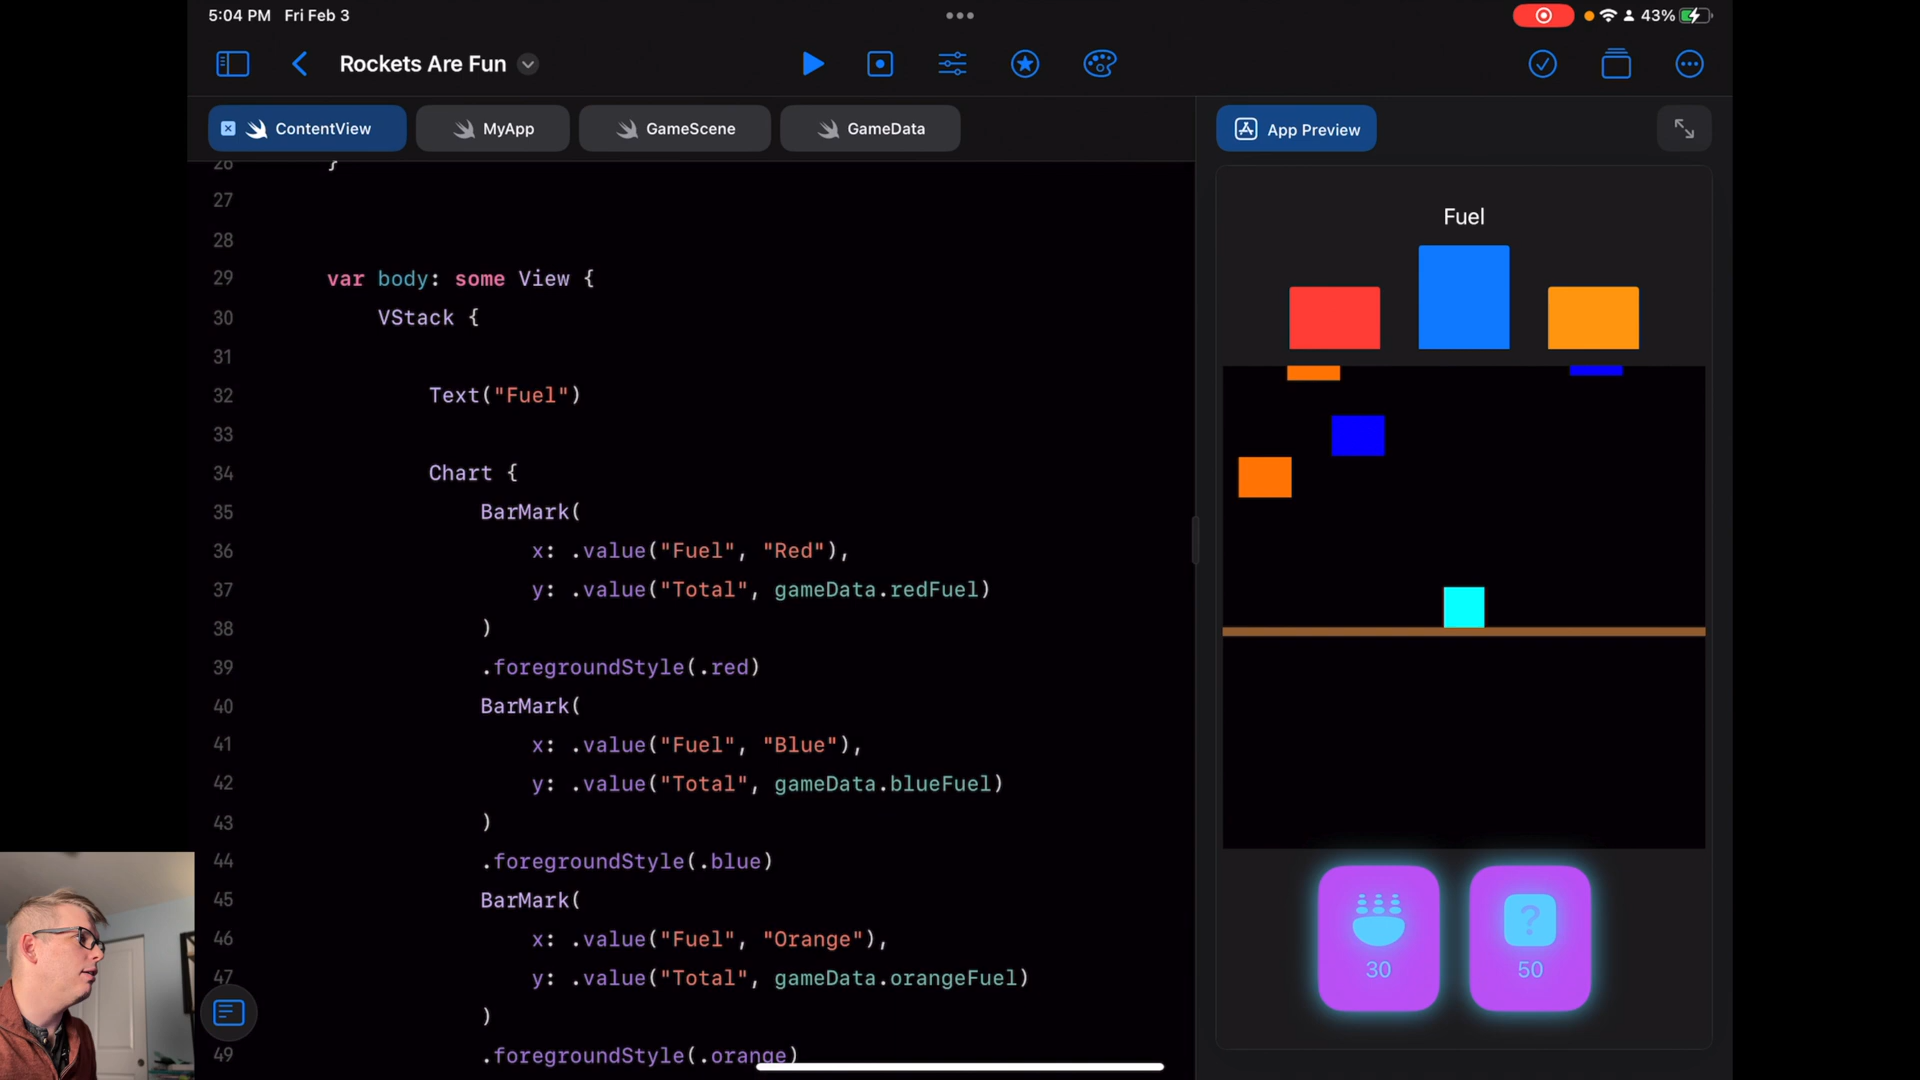 5:04 PM Fri Feb 3
43%
Rockets Are Fun
ContentView
MyApp
GameScene
GameData
App Preview
26 }
27
28
29 var body: some View {
30 VStack {
31
32 Text("Fuel")
33
34 Chart {
35 BarMark(
36 x: .value("Fuel", "Red"),
37 y: .value("Total", gameData.redFuel)
38 )
39 .foregroundStyle(.red)
40 BarMark(
41 x: .value("Fuel", "Blue"),
42 y: .value("Total", gameData.blueFuel)
43 )
44 .foregroundStyle(.blue)
45 BarMark(
46 x: .value("Fuel", "Orange"),
47 y: .value("Total", gameData.orangeFuel)
)
49 .foregroundStyle(.orange)
Fuel
?
30
50